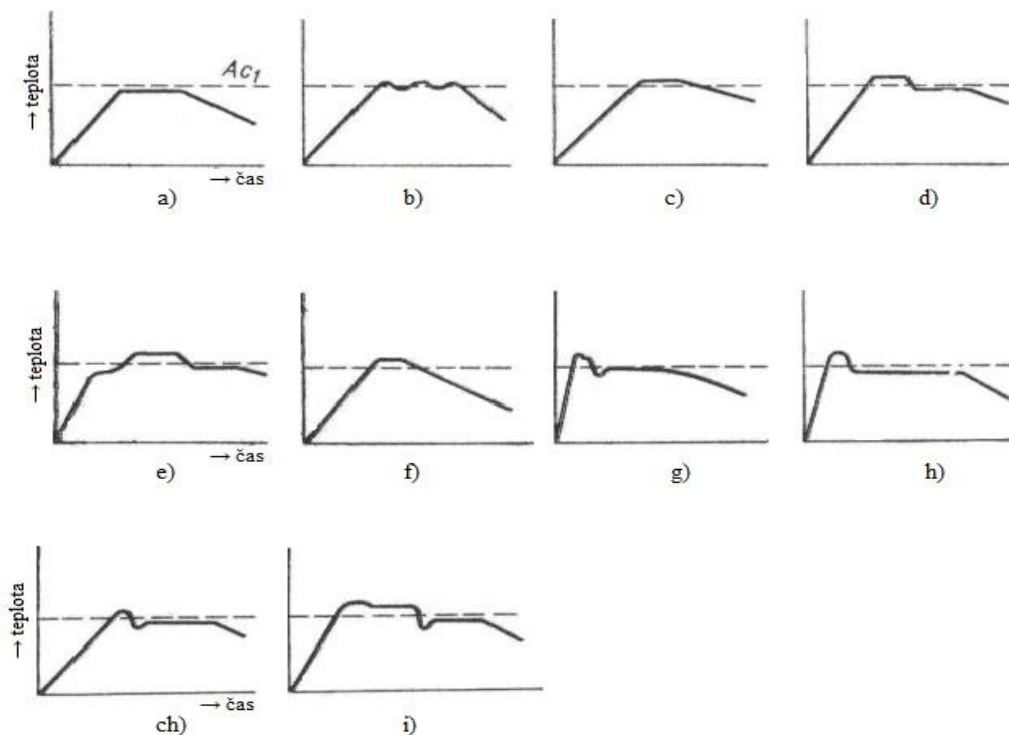 → teplota
Ac₁
→ čas
a)
b)
c)
d)
→ teplota
→ čas
e)
f)
g)
h)
→ teplota
→ čas
ch)
i)